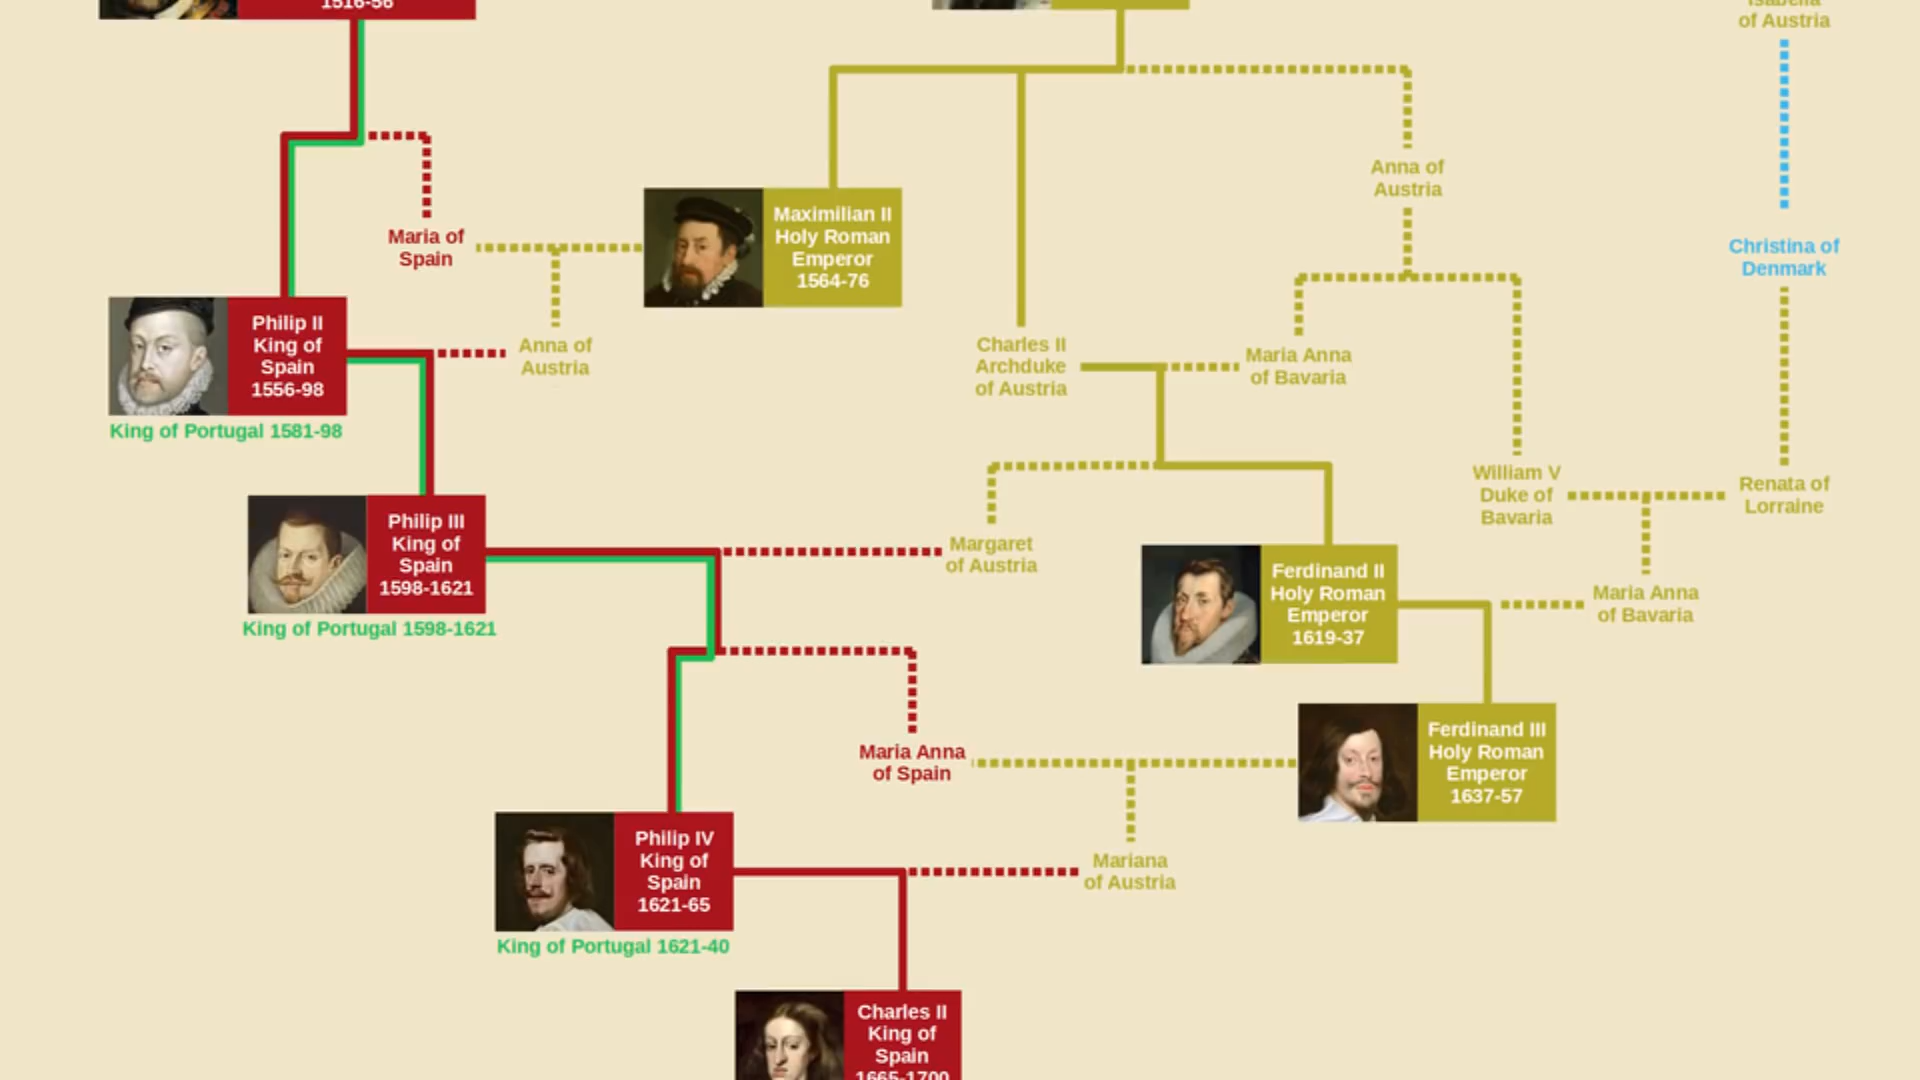 1516-56
Isabella
of Austria
Anna of
Austria
Maximilian II
Holy Roman
Emperor
1564-76
Maria of
Spain
Christina of
Denmark
Philip II
King of
Spain
1556-98
King of Portugal 1581-98
Anna of
Austria
Charles II
Archduke
of Austria
Maria Anna
of Bavaria
William V
Duke of
Bavaria
Renata of
Lorraine
Philip III
King of
Spain
1598-1621
King of Portugal 1598-1621
Margaret
of Austria
Ferdinand II
Holy Roman
Emperor
1619-37
Maria Anna
of Bavaria
Maria Anna
of Spain
Ferdinand III
Holy Roman
Emperor
1637-57
Philip IV
King of
Spain
1621-65
King of Portugal 1621-40
Mariana
of Austria
Charles II
King of
Spain
1665-1700